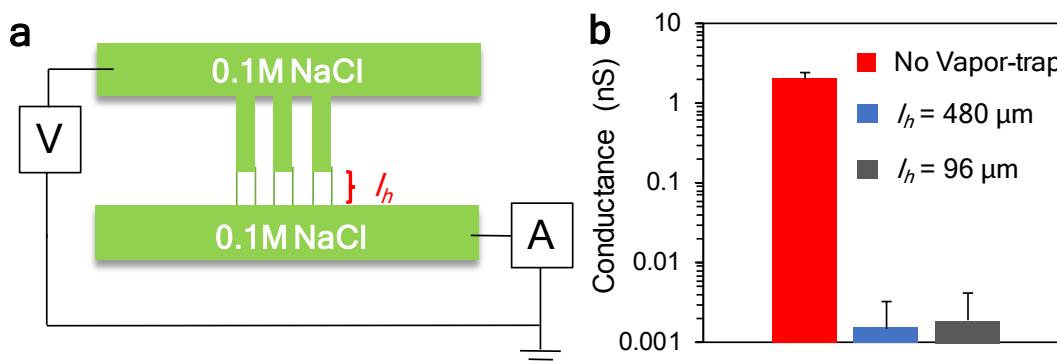 a
0.1M NaCl
V
l_h
0.1M NaCl
A
b
Conductance (nS)
10
1
0.1
0.01
0.001
No Vapor-trap
l_h = 480 µm
l_h = 96 µm